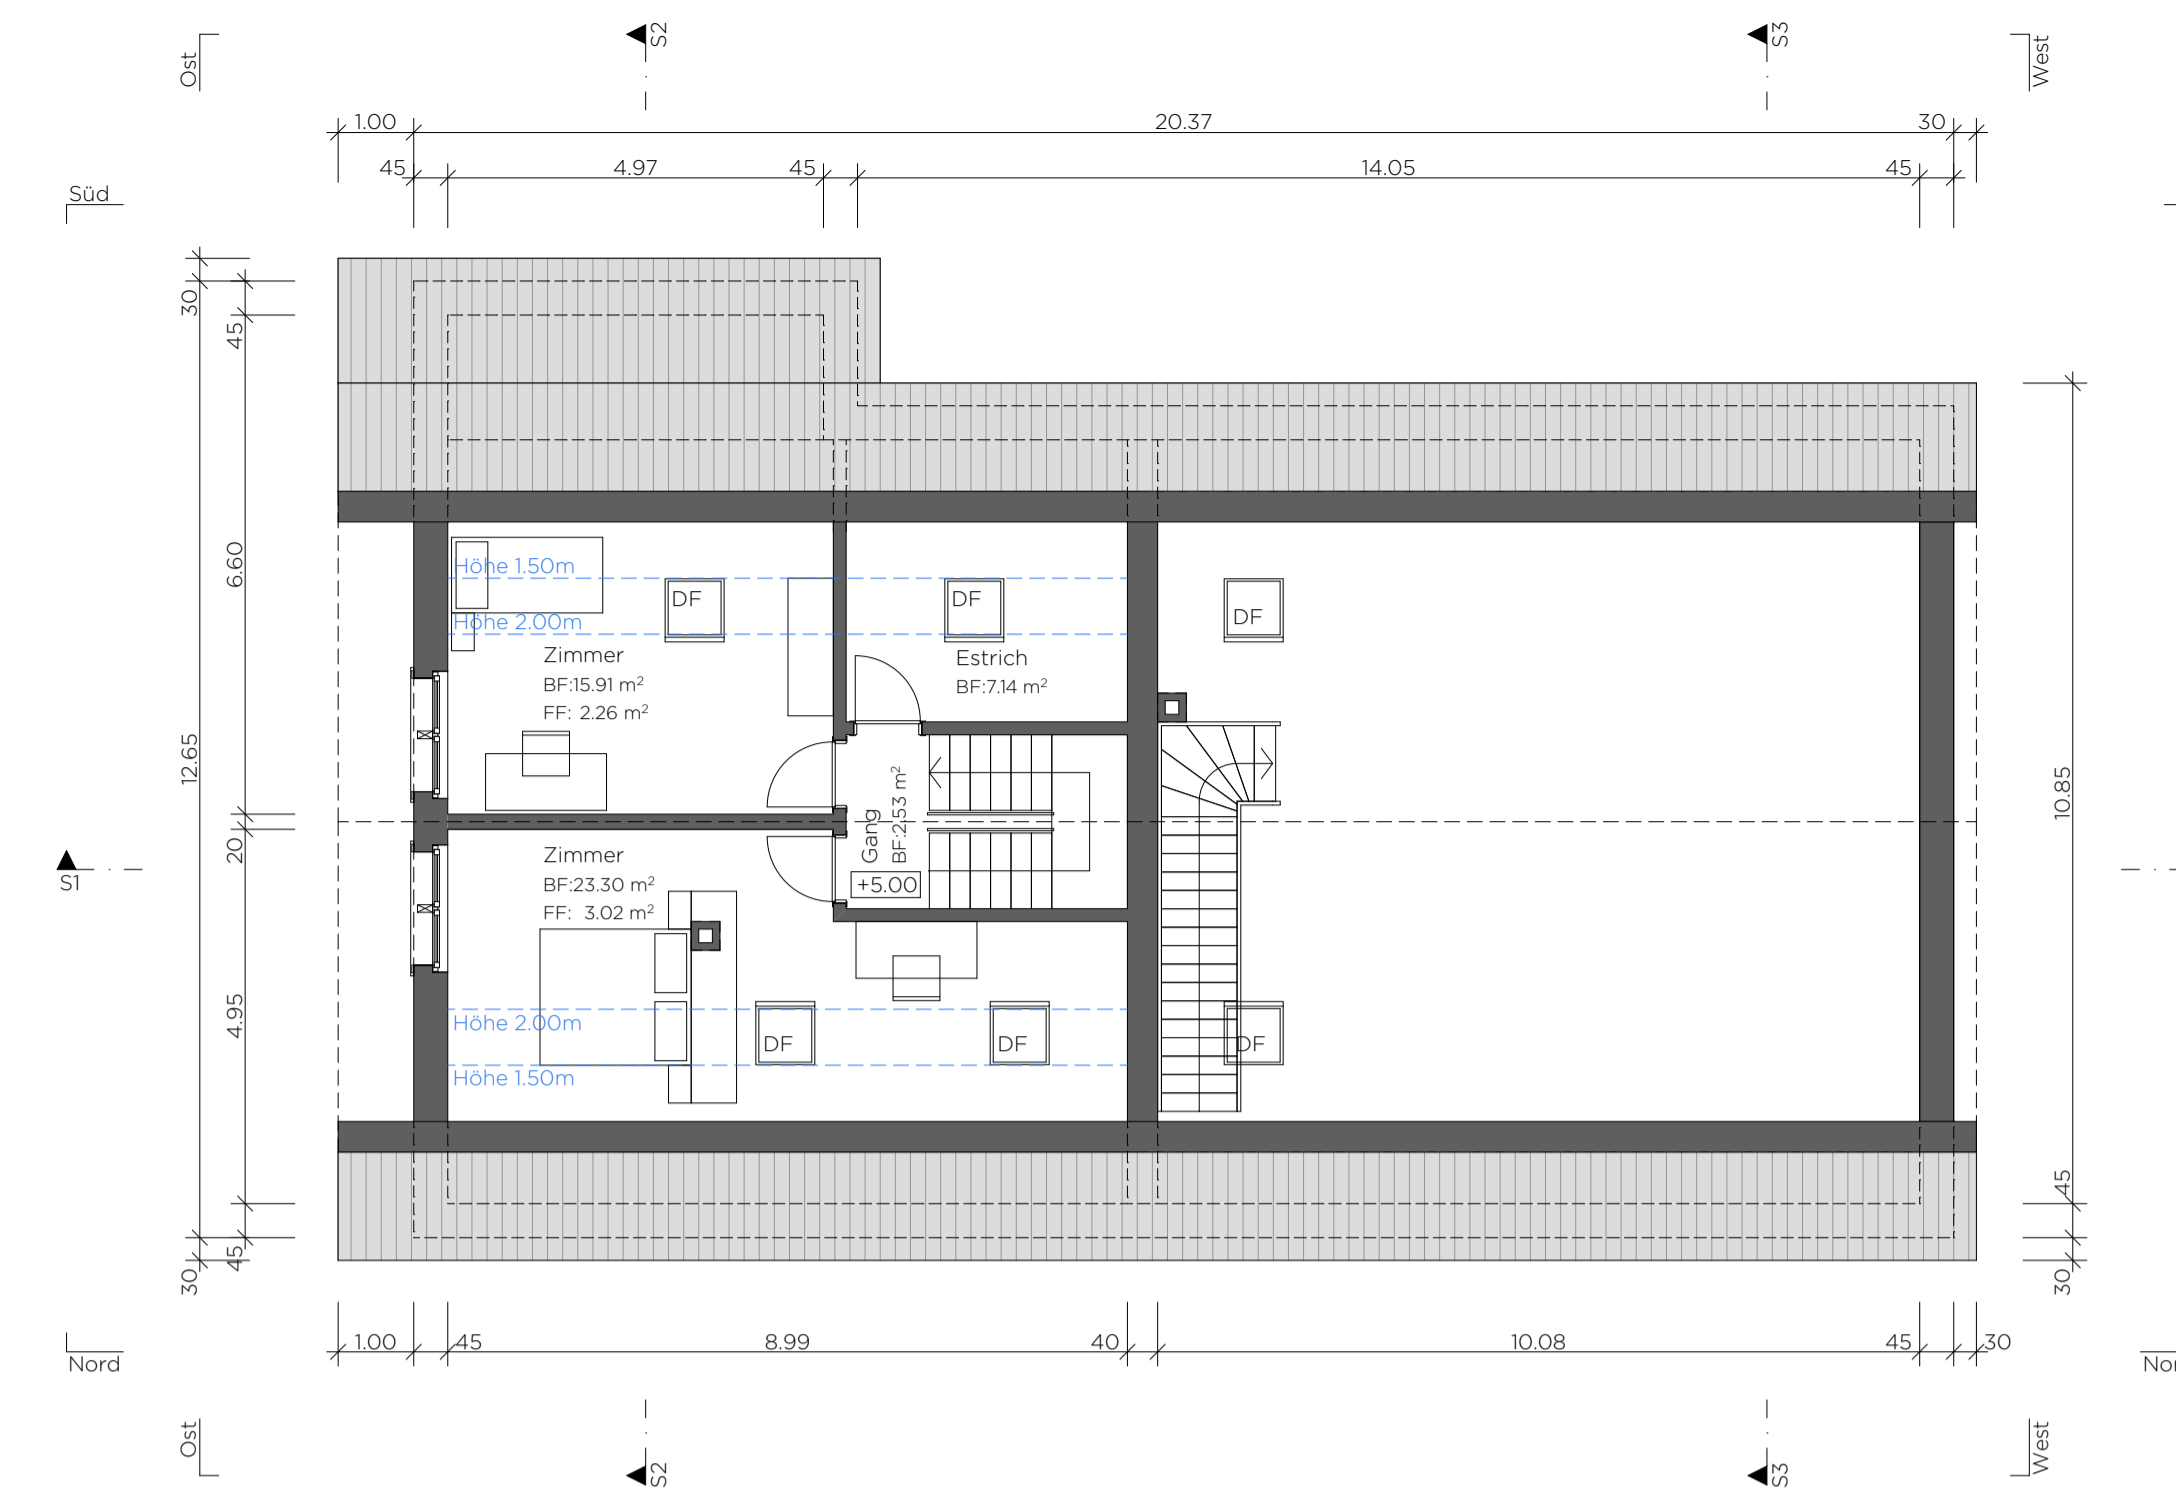 S2
S3
Ost
West
1.00
20.37
30
45
4.97
45
14.05
45
Süd
30
45
6.60
12.65
20
4.95
45
30
Höhe 1.50m
DF
DF
DF
Höhe 2.00m
Zimmer
BF:15.91 m²
FF: 2.26 m²
Estrich
BF:7.14 m²
Gang
BF:2.53 m²
+5.00
Zimmer
BF:23.30 m²
FF: 3.02 m²
Höhe 2.00m
DF
DF
DF
Höhe 1.50m
10.85
45
30
S1
1.00
45
8.99
40
10.08
45
30
Nord
Nor
Ost
West
S2
S3